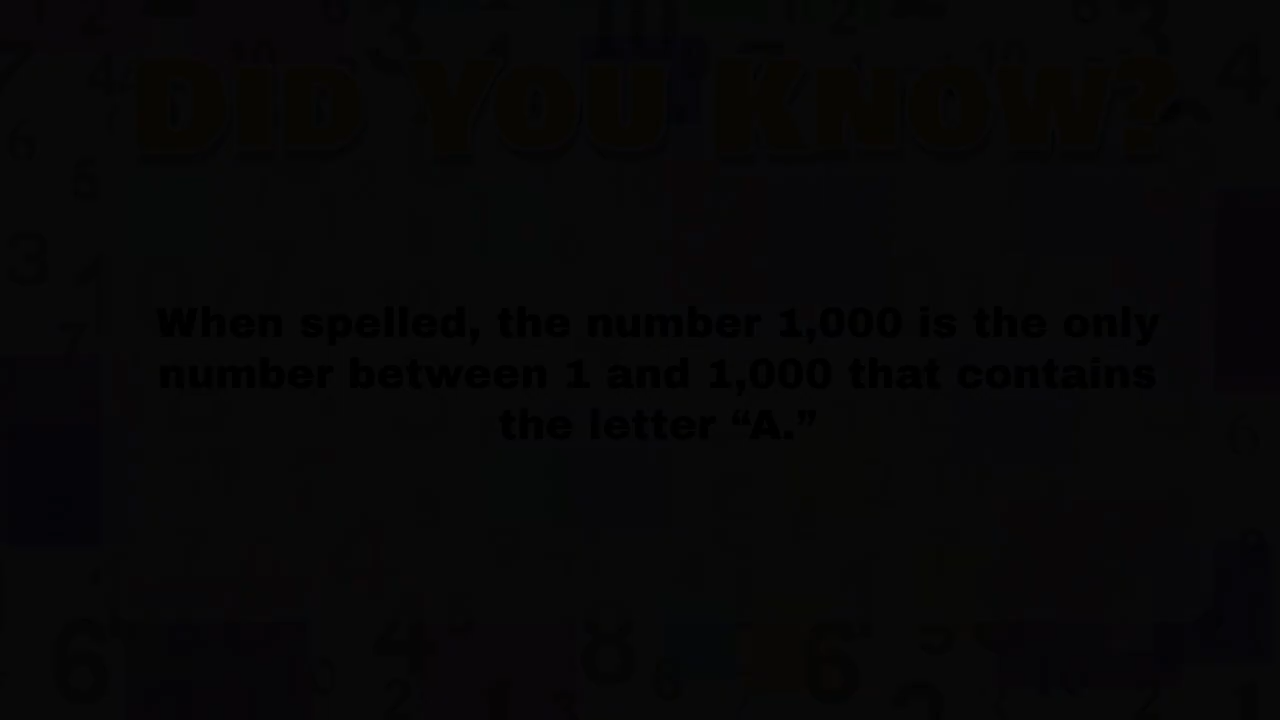 DID YOU KNOW?
When spelled, the number 1,000 is the only
number between 1 and 1,000 that contains
the letter “A.”